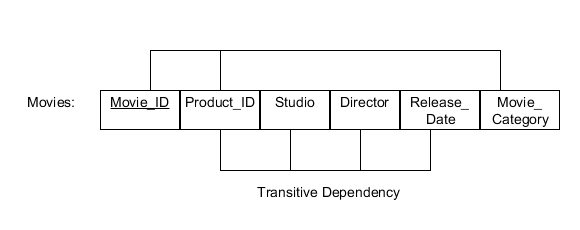 Movies: Movie_ID Product_ID Studio Director Release_ Movie_
Date Category
Transitive Dependency